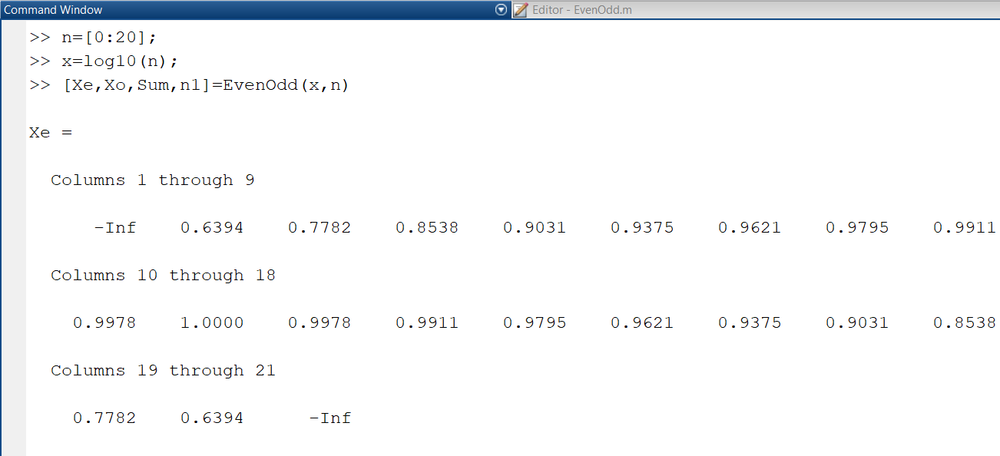 Command Window
Editor - EvenOdd.m
>> n=[0:20];
>> x=log10(n);
>> [Xe,Xo,Sum,n1]=EvenOdd(x,n)
Xe =
Columns 1 through 9
-Inf 0.6394 0.7782 0.8538 0.9031 0.9375 0.9621 0.9795 0.9911
Columns 10 through 18
0.9978 1.0000 0.9978 0.9911 0.9795 0.9621 0.9375 0.9031 0.8538
Columns 19 through 21
0.7782 0.6394 -Inf